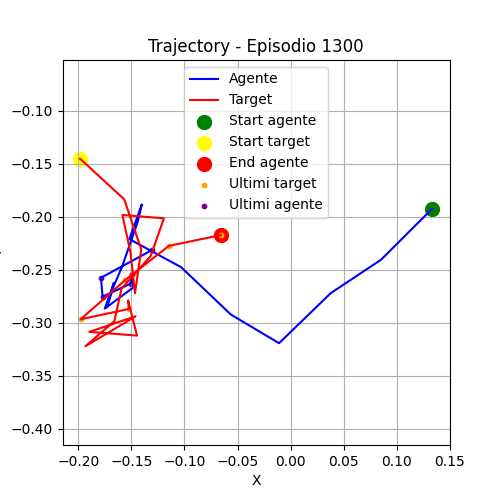 Trajectory - Episodio 1300
Agente
Target
Start agente
Start target
End agente
Ultimi target
Ultimi agente
−0.10
−0.15
−0.20
−0.25
−0.30
−0.35
−0.40
−0.20
−0.15
−0.10
−0.05
0.00
0.05
0.10
0.15
X